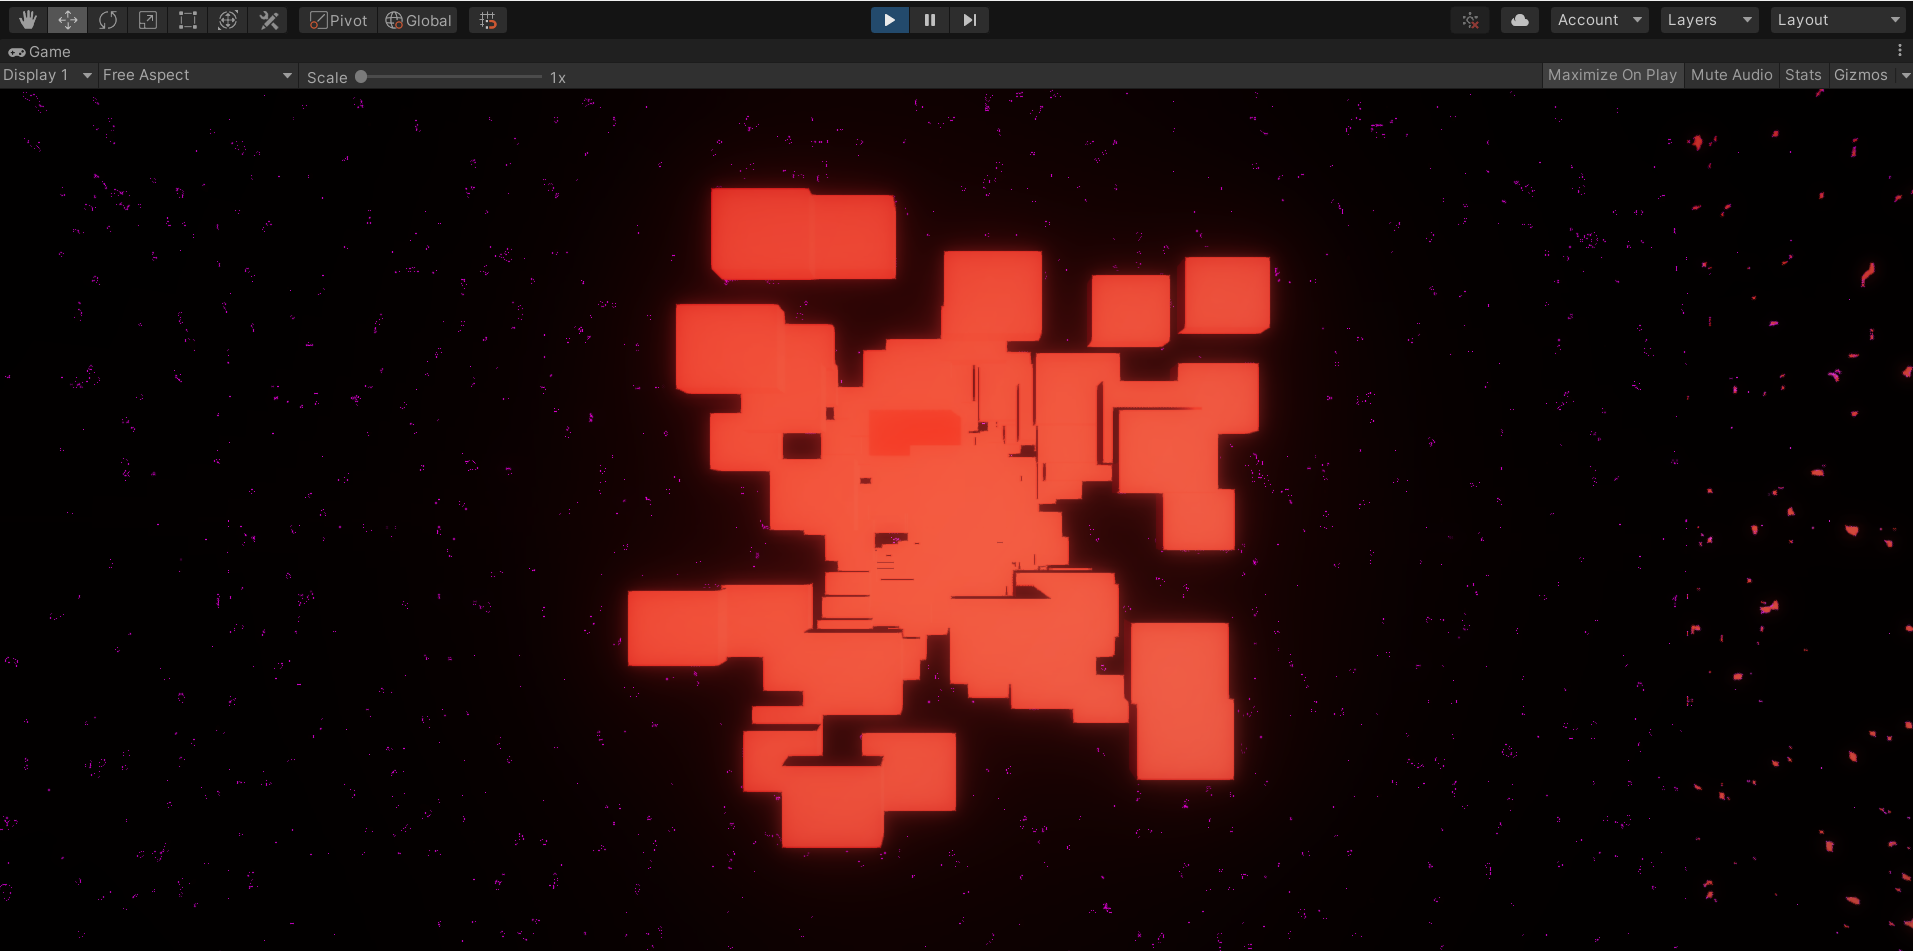 Pivot Global Account Layers Layout
Game
Display 1 Free Aspect Scale 1x Maximize On Play Mute Audio Stats Gizmos